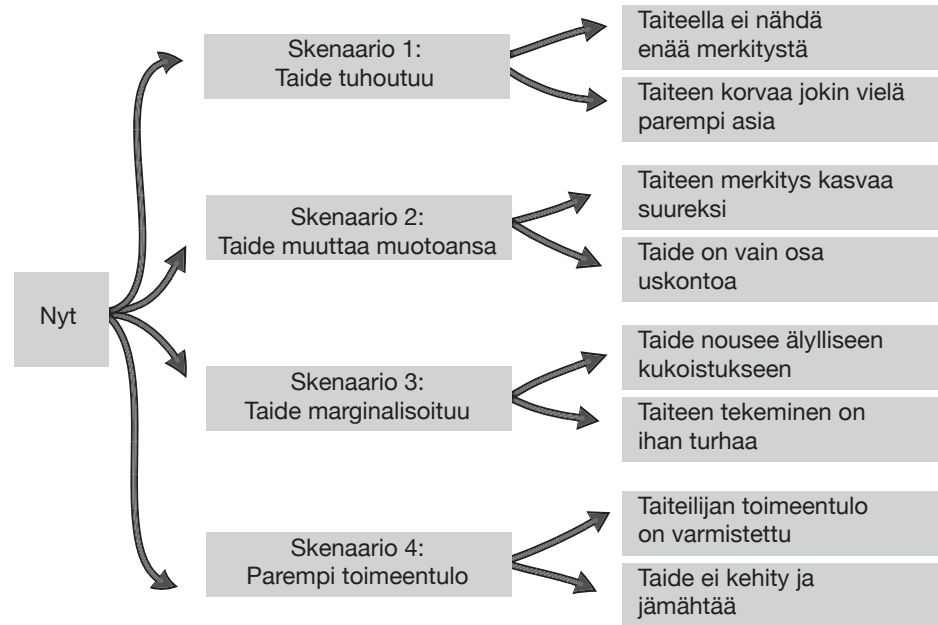 Nyt
Skenaario 1:
Taide tuhoutuu
Taiteella ei nähdä
enää merkitystä
Taiteen korvaa jokin vielä
parempi asia
Skenaario 2:
Taide muuttaa muotoansa
Taiteen merkitys kasvaa
suureksi
Taide on vain osa
uskontoa
Skenaario 3:
Taide marginalisoituu
Taide nousee älylliseen
kukoistukseen
Taiteen tekeminen on
ihan turhaa
Skenaario 4:
Parempi toimeentulo
Taiteilijan toimeentulo
on varmistettu
Taide ei kehity ja
jämähtää